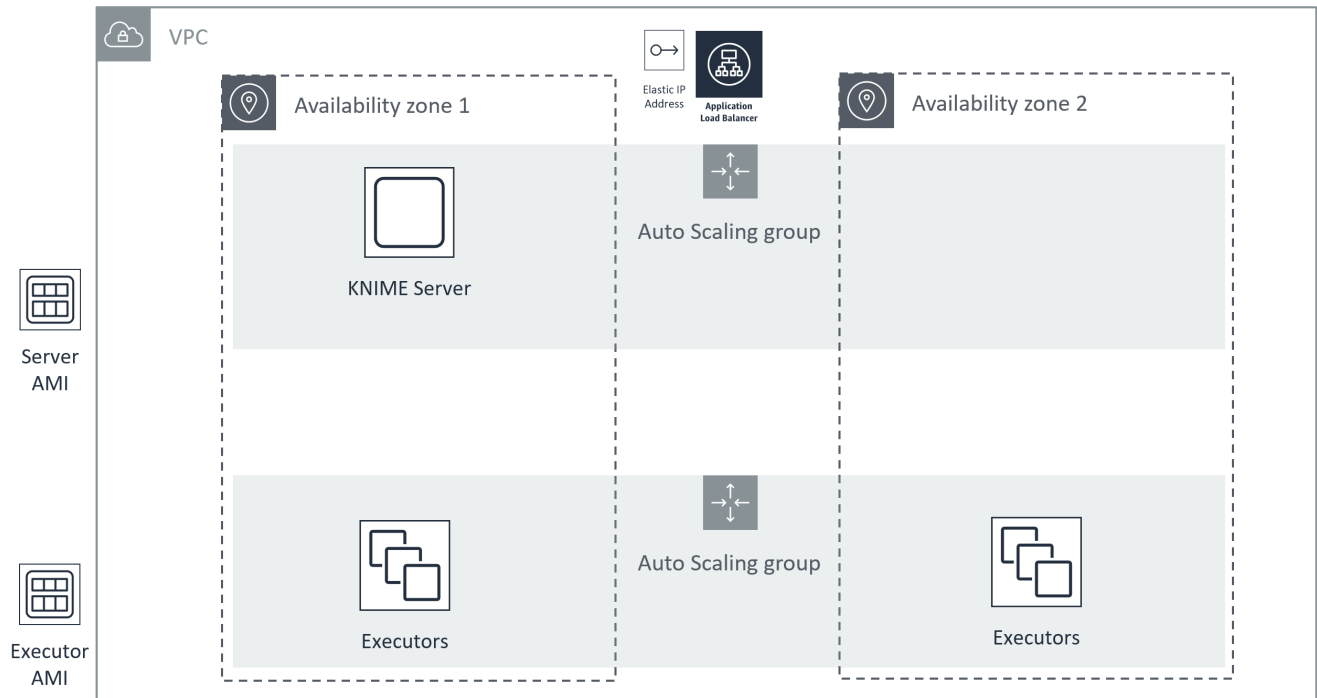 VPC
Elastic IP
Address
Application
Load Balancer
Availability zone 1
Availability zone 2
Auto Scaling group
KNIME Server
Server
AMI
Auto Scaling group
Executors
Executors
Executor
AMI